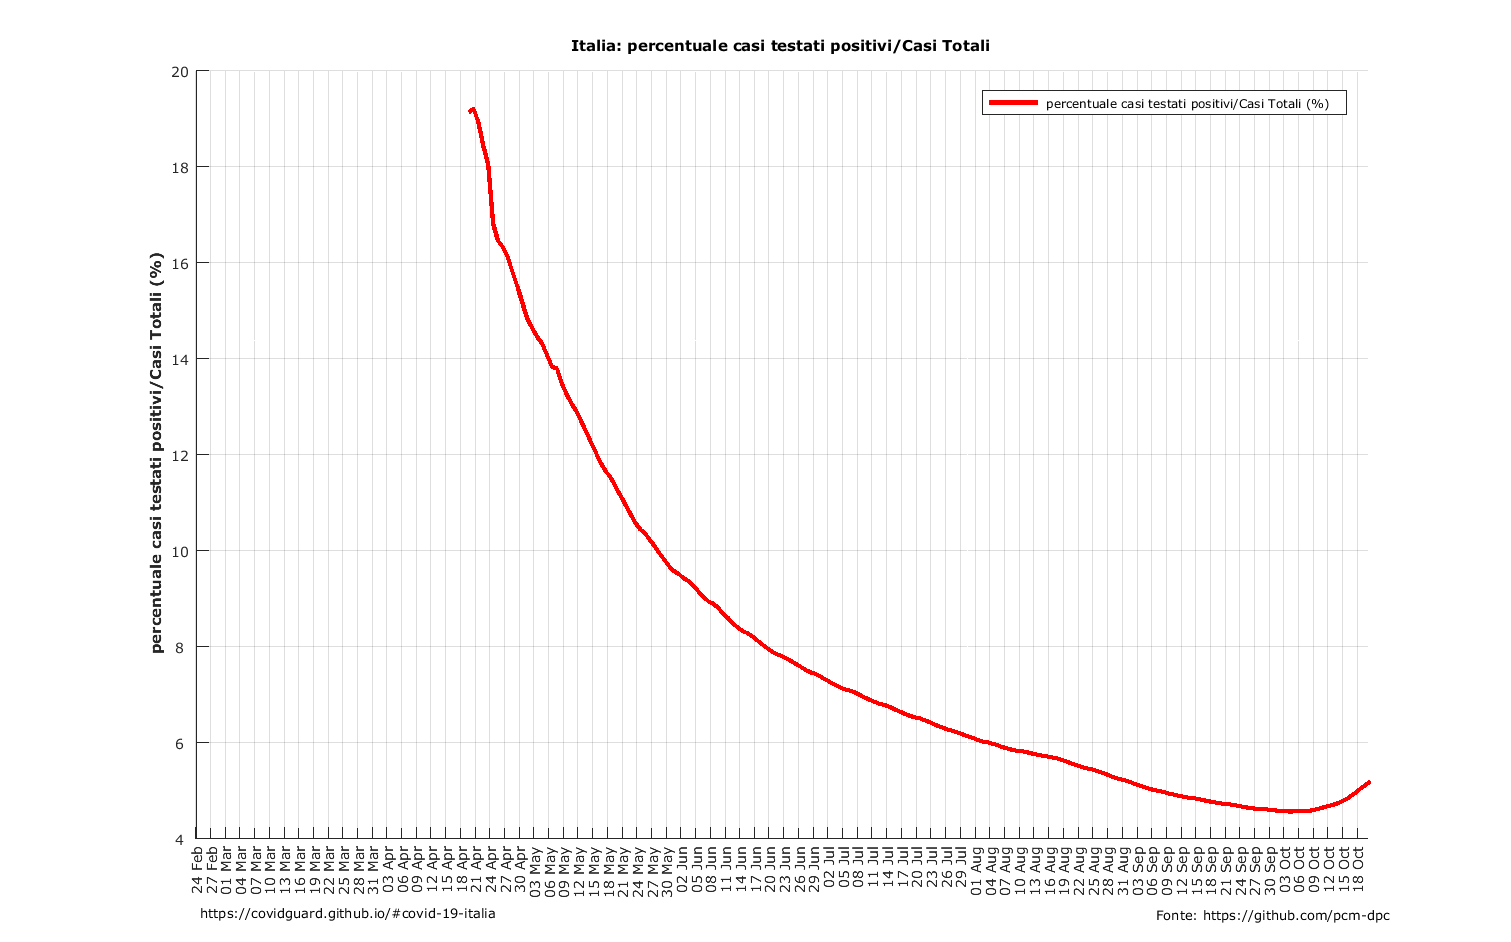 Italia: percentuale casi testati positivi/Casi Totali
percentuale casi testati positivi/Casi Totali (%)
percentuale casi testati positivi/Casi Totali (%)
20
18
16
14
12
10
8
6
4
24 Feb
27 Feb
01 Mar
04 Mar
07 Mar
10 Mar
13 Mar
16 Mar
19 Mar
22 Mar
25 Mar
28 Mar
31 Mar
03 Apr
06 Apr
09 Apr
12 Apr
15 Apr
18 Apr
21 Apr
24 Apr
27 Apr
30 Apr
03 May
06 May
09 May
12 May
15 May
18 May
21 May
24 May
27 May
30 May
02 Jun
05 Jun
08 Jun
11 Jun
14 Jun
17 Jun
20 Jun
23 Jun
26 Jun
29 Jun
02 Jul
05 Jul
08 Jul
11 Jul
14 Jul
17 Jul
20 Jul
23 Jul
26 Jul
29 Jul
01 Aug
04 Aug
07 Aug
10 Aug
13 Aug
16 Aug
19 Aug
22 Aug
25 Aug
28 Aug
31 Aug
03 Sep
06 Sep
09 Sep
12 Sep
15 Sep
18 Sep
21 Sep
24 Sep
27 Sep
30 Sep
03 Oct
06 Oct
09 Oct
12 Oct
15 Oct
18 Oct
https://covidguard.github.io/#covid-19-italia
Fonte: https://github.com/pcm-dpc